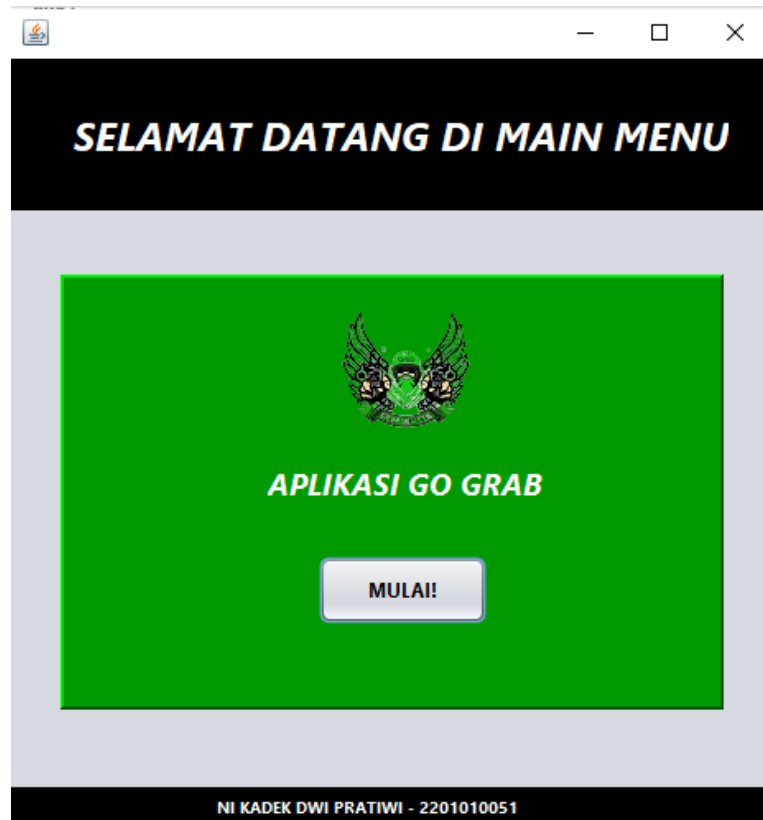 SELAMAT DATANG DI MAIN MENU
APLIKASI GO GRAB
MULAI!
NI KADEK DWI PRATIWI - 2201010051